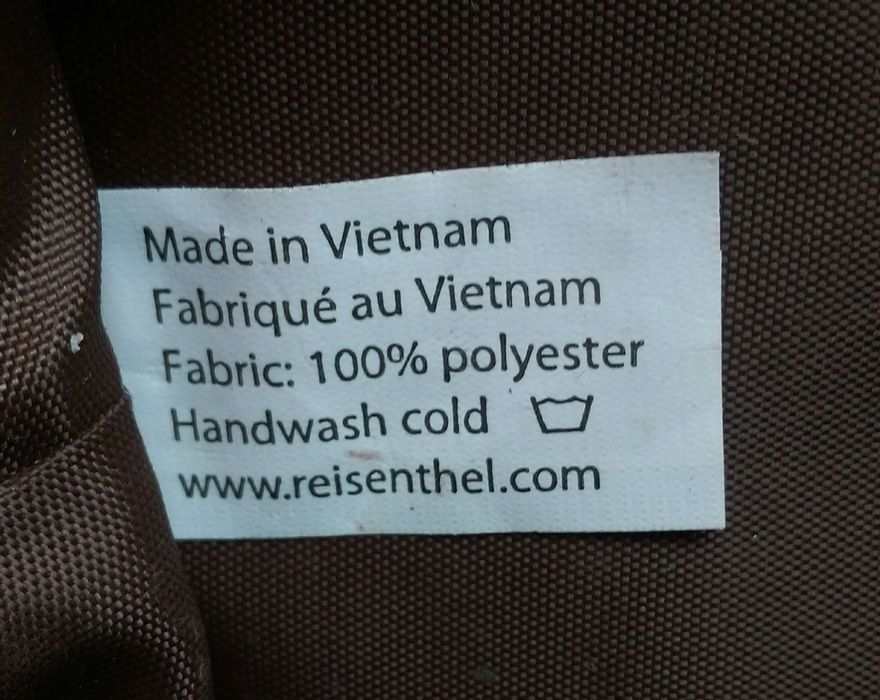 Made in Vietnam
Fabriqué au Vietnam
Fabric: 100% polyester
Handwash cold
www.reisenthel.com